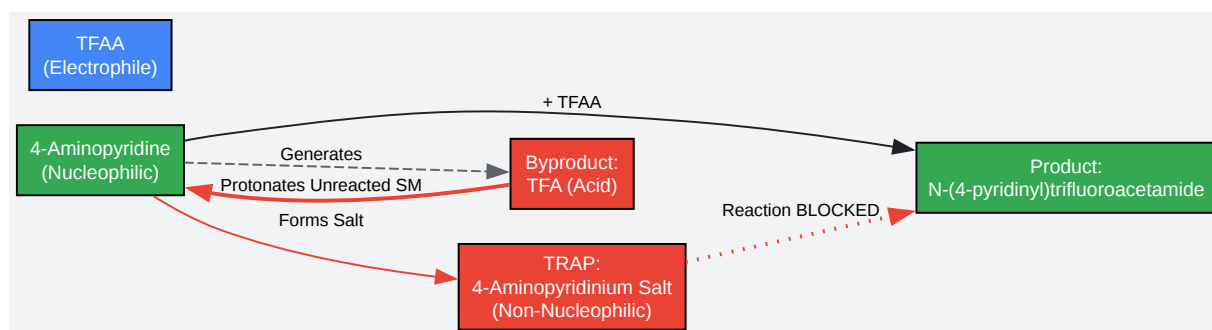 TFAA
(Electrophile)
+ TFAA
4-Aminopyridine
(Nucleophilic)
Generates
Byproduct:
TFA (Acid)
Protonates Unreacted SM
Product:
N-(4-pyridinyl)trifluoroacetamide
Forms Salt
Reaction BLOCKED
TRAP:
4-Aminopyridinium Salt
(Non-Nucleophilic)